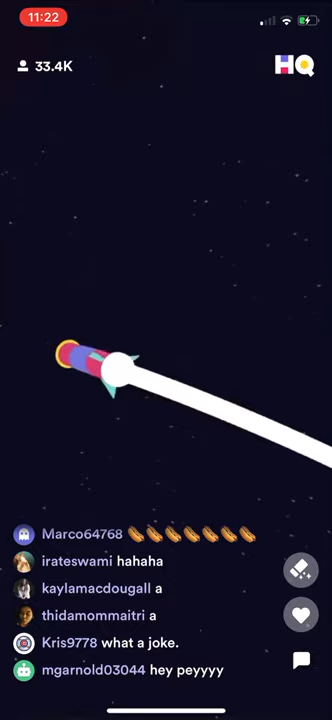 11:22
33.4K
HQ
Marco64768 🌭🌭🌭🌭🌭🌭🌭
irateswami hahaha
kaylamacdougall a
thidamommaitri a
Kris9778 what a joke.
mgarnold03044 hey peyyyy